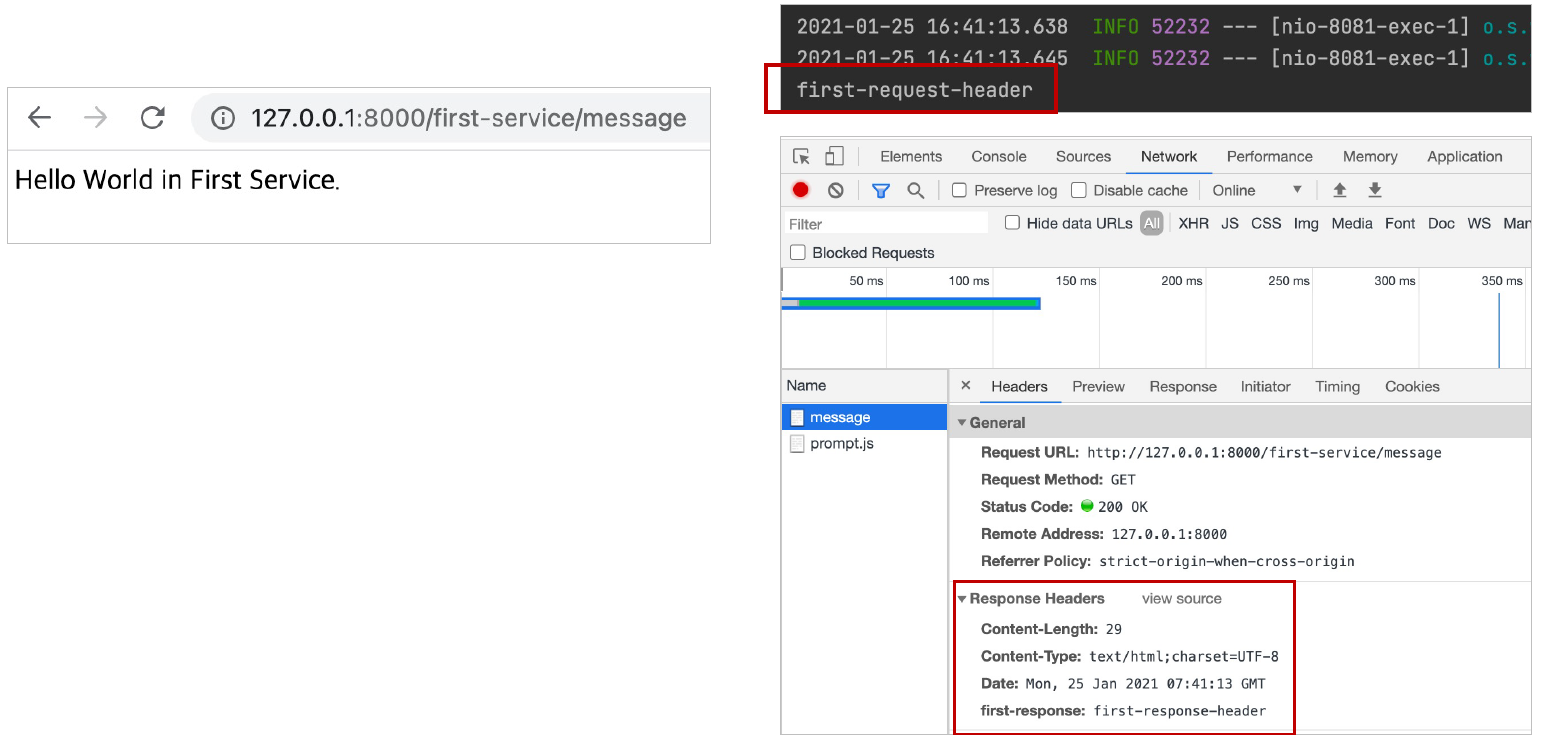 127.0.0.1:8000/first-service/message
Hello World in First Service.
2021-01-25 16:41:13.638 INFO 52232 --- [nio-8081-exec-1] o.s.
2021-01-25 16:41:13.645 INFO 52232 --- [nio-8081-exec-1] o.s.
first-request-header
Elements Console Sources Network Performance Memory Application
Preserve log Disable cache Online
Filter Hide data URLs All XHR JS CSS Img Media Font Doc WS Man
Blocked Requests
50 ms 100 ms 150 ms 200 ms 250 ms 300 ms 350 ms
Name
message
prompt.js
Headers Preview Response Initiator Timing Cookies
General
Request URL: http://127.0.0.1:8000/first-service/message
Request Method: GET
Status Code: 200 OK
Remote Address: 127.0.0.1:8000
Referrer Policy: strict-origin-when-cross-origin
Response Headers view source
Content-Length: 29
Content-Type: text/html;charset=UTF-8
Date: Mon, 25 Jan 2021 07:41:13 GMT
first-response: first-response-header